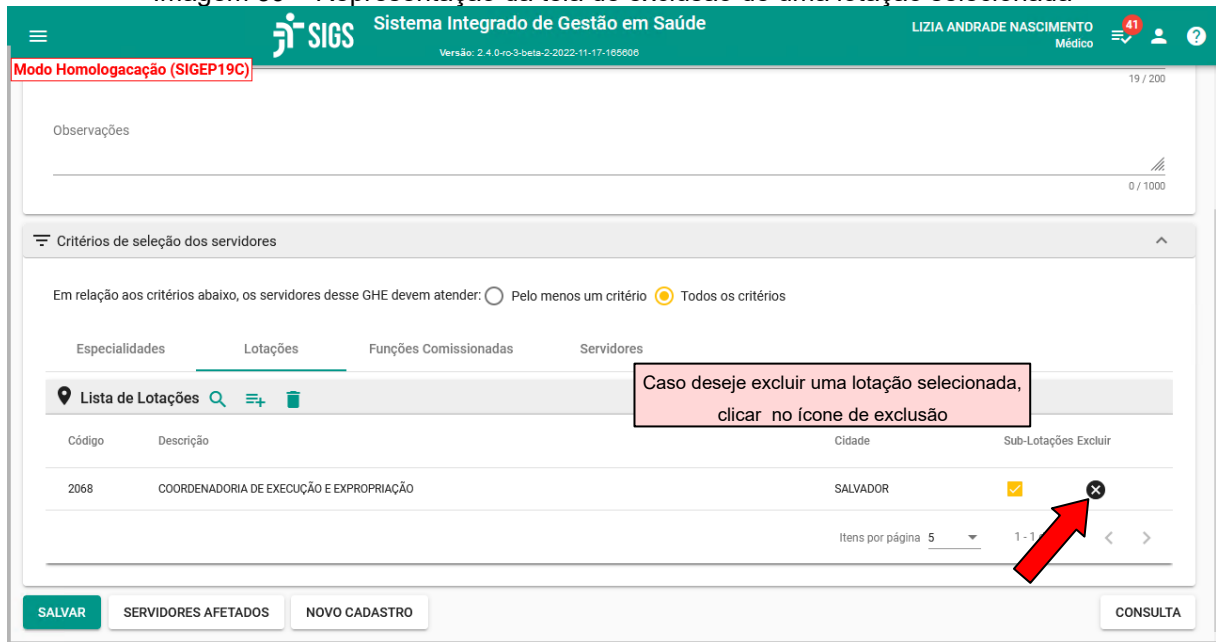 Sistema Integrado de Gestão em Saúde
SIGS
Versão: 2.4.0-ro3-beta-2-2022-11-17-165606
LIZIA ANDRADE NASCIMENTO
Médico
41
Modo Homologacação (SIGEP19C)
19 / 200
Observações
0 / 1000
Critérios de seleção dos servidores
Em relação aos critérios abaixo, os servidores desse GHE devem atender: Pelo menos um critério Todos os critérios
Especialidades Lotações Funções Comissionadas Servidores
Caso deseje excluir uma lotação selecionada,
clicar no ícone de exclusão
Lista de Lotações
Código Descrição Cidade Sub-Lotações Excluir
2068 COORDENADORIA DE EXECUÇÃO E EXPROPRIAÇÃO SALVADOR
Itens por página 5 1 - 1
SALVAR SERVIDORES AFETADOS NOVO CADASTRO CONSULTA